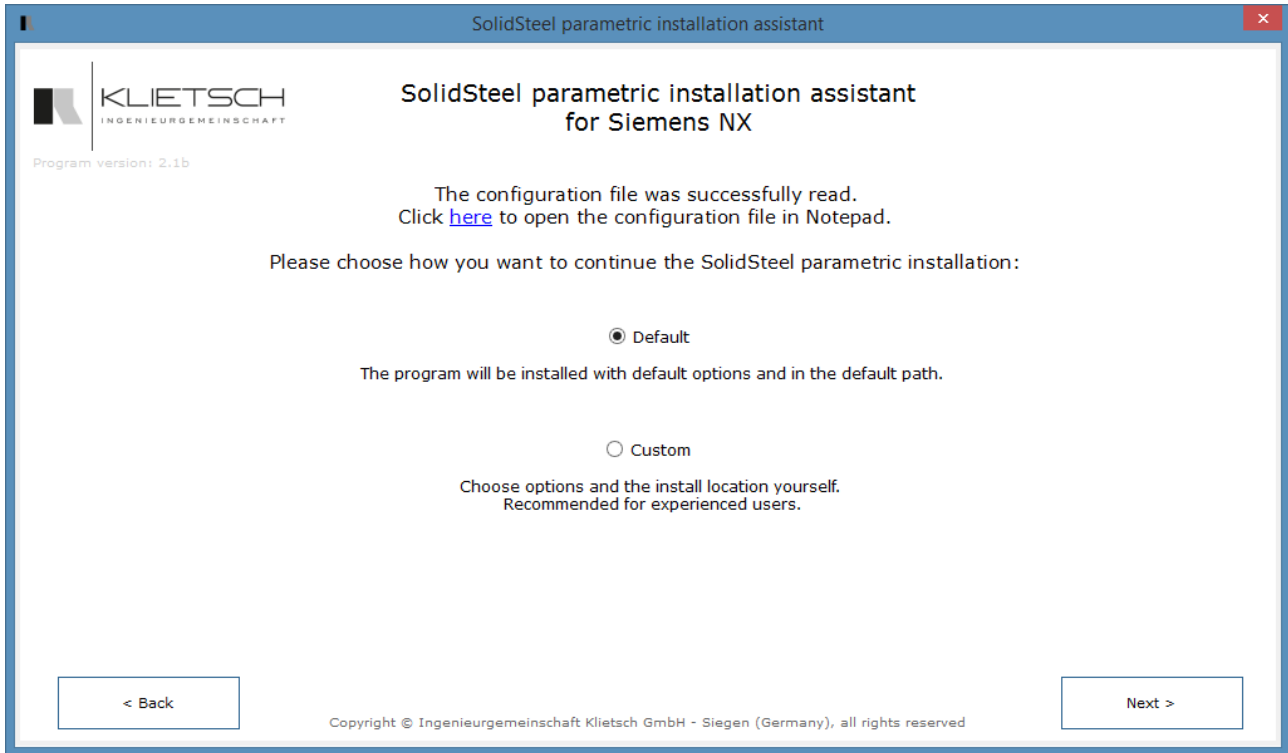 SolidSteel parametric installation assistant
KLIETSCH
INGENIEURGEMEINSCHAFT
Program version: 2.1b
SolidSteel parametric installation assistant
for Siemens NX
The configuration file was successfully read.
Click here to open the configuration file in Notepad.
Please choose how you want to continue the SolidSteel parametric installation:
Default
The program will be installed with default options and in the default path.
Custom
Choose options and the install location yourself.
Recommended for experienced users.
< Back
Copyright © Ingenieurgemeinschaft Klietsch GmbH - Siegen (Germany), all rights reserved
Next >